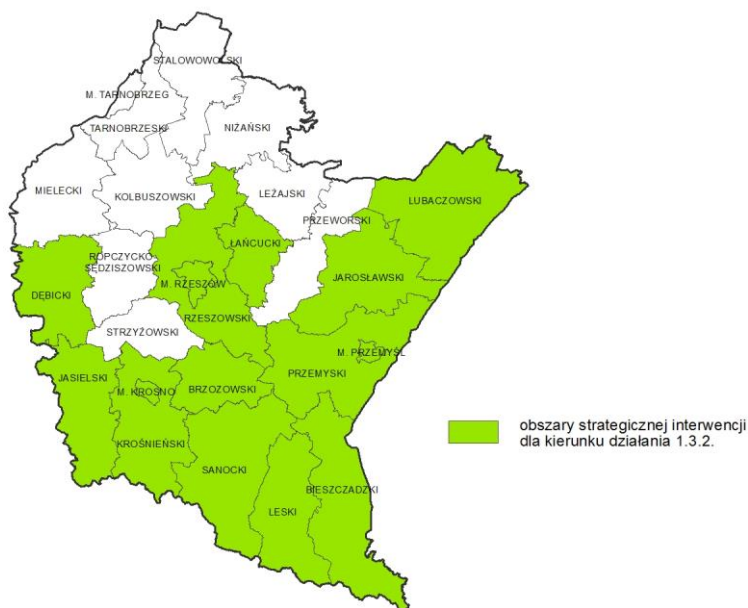 STALOWOWOLSKI
M. TARNOBRZEG
TARNOBRZESKI
NIŻAŃSKI
MIELECKI
KOLBUSZOWSKI
LEŻAJSKI
LUBACZOWSKI
PRZEWORSKI
ŁAŃCUCKI
ROPCZYCKO
SĘDZISZOWSKI
JAROSŁAWSKI
M. RZESZÓW
DĘBICKI
RZESZOWSKI
STRZYŻOWSKI
M. PRZEMYŚL
PRZEMYSKI
JASIELSKI
M. KROSNO
BRZOZOWSKI
obszary strategicznej interwencji
dla kierunku działania 1.3.2.
KROŚNIEŃSKI
SANOCKI
BIESZCZADZKI
LESKI